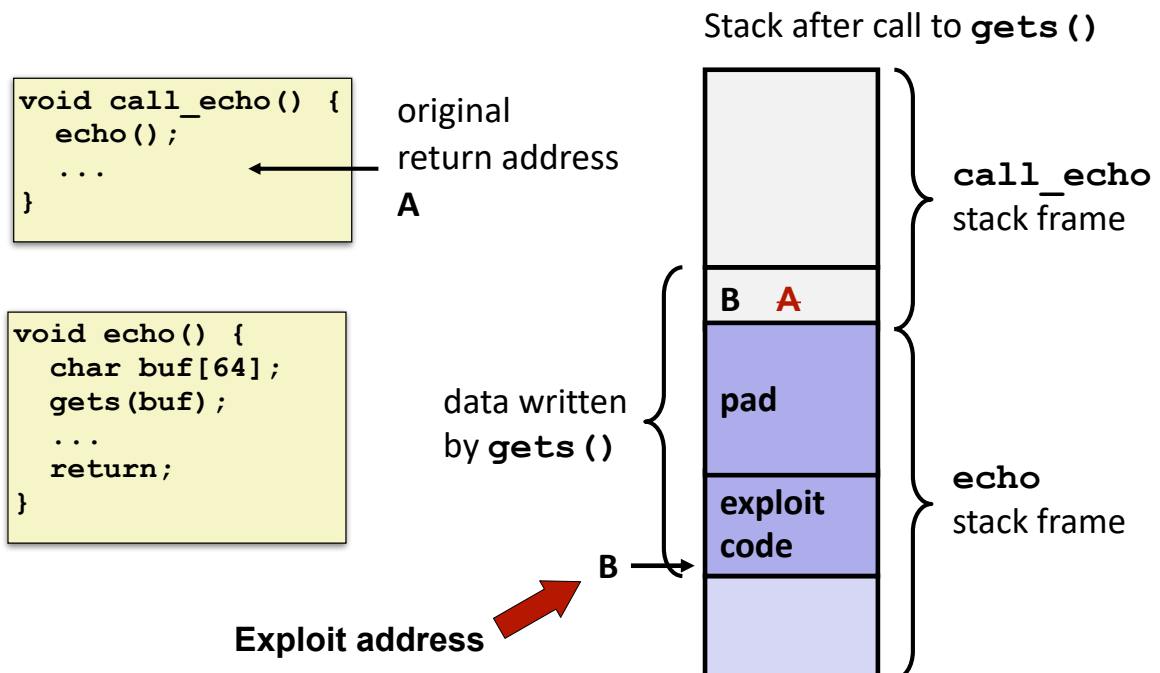 Stack after call to gets()
void call_echo() {
  echo();
  ...
}
original
return address
A
call_echo
stack frame
B A
void echo() {
  char buf[64];
  gets(buf);
  ...
  return;
}
data written
by gets()
pad
exploit
code
echo
stack frame
B
Exploit address